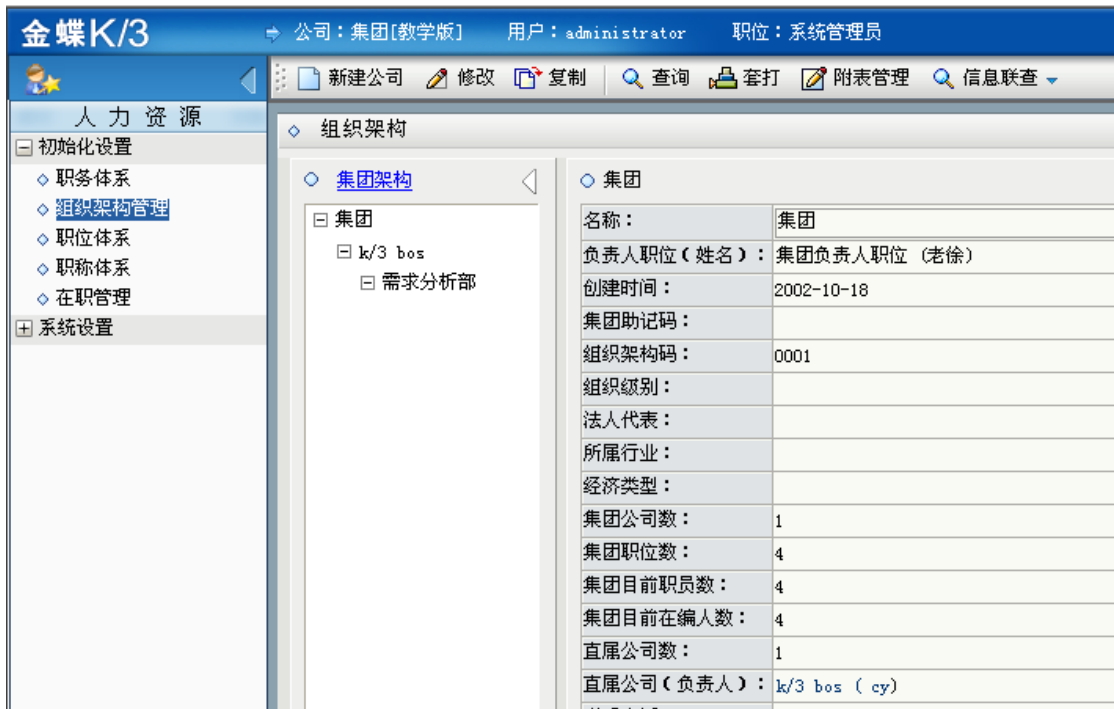 金蝶K/3
公司：集团[教学版] 用户：administrator 职位：系统管理员
新建公司 修改 复制 查询 套打 附表管理 信息联查
人力资源
初始化设置
职务体系
组织架构管理
职位体系
职称体系
在职管理
系统设置
组织架构
集团架构
集团
k/3 bos
需求分析部
集团
名称： 集团
负责人职位(姓名)： 集团负责人职位 (老徐)
创建时间： 2002-10-18
集团助记码：
组织架构码： 0001
组织级别：
法人代表：
所属行业：
经济类型：
集团公司数： 1
集团职位数： 4
集团目前职员数： 4
集团目前在编人数： 4
直属公司数： 1
直属公司(负责人)： k/3 bos ( cy)